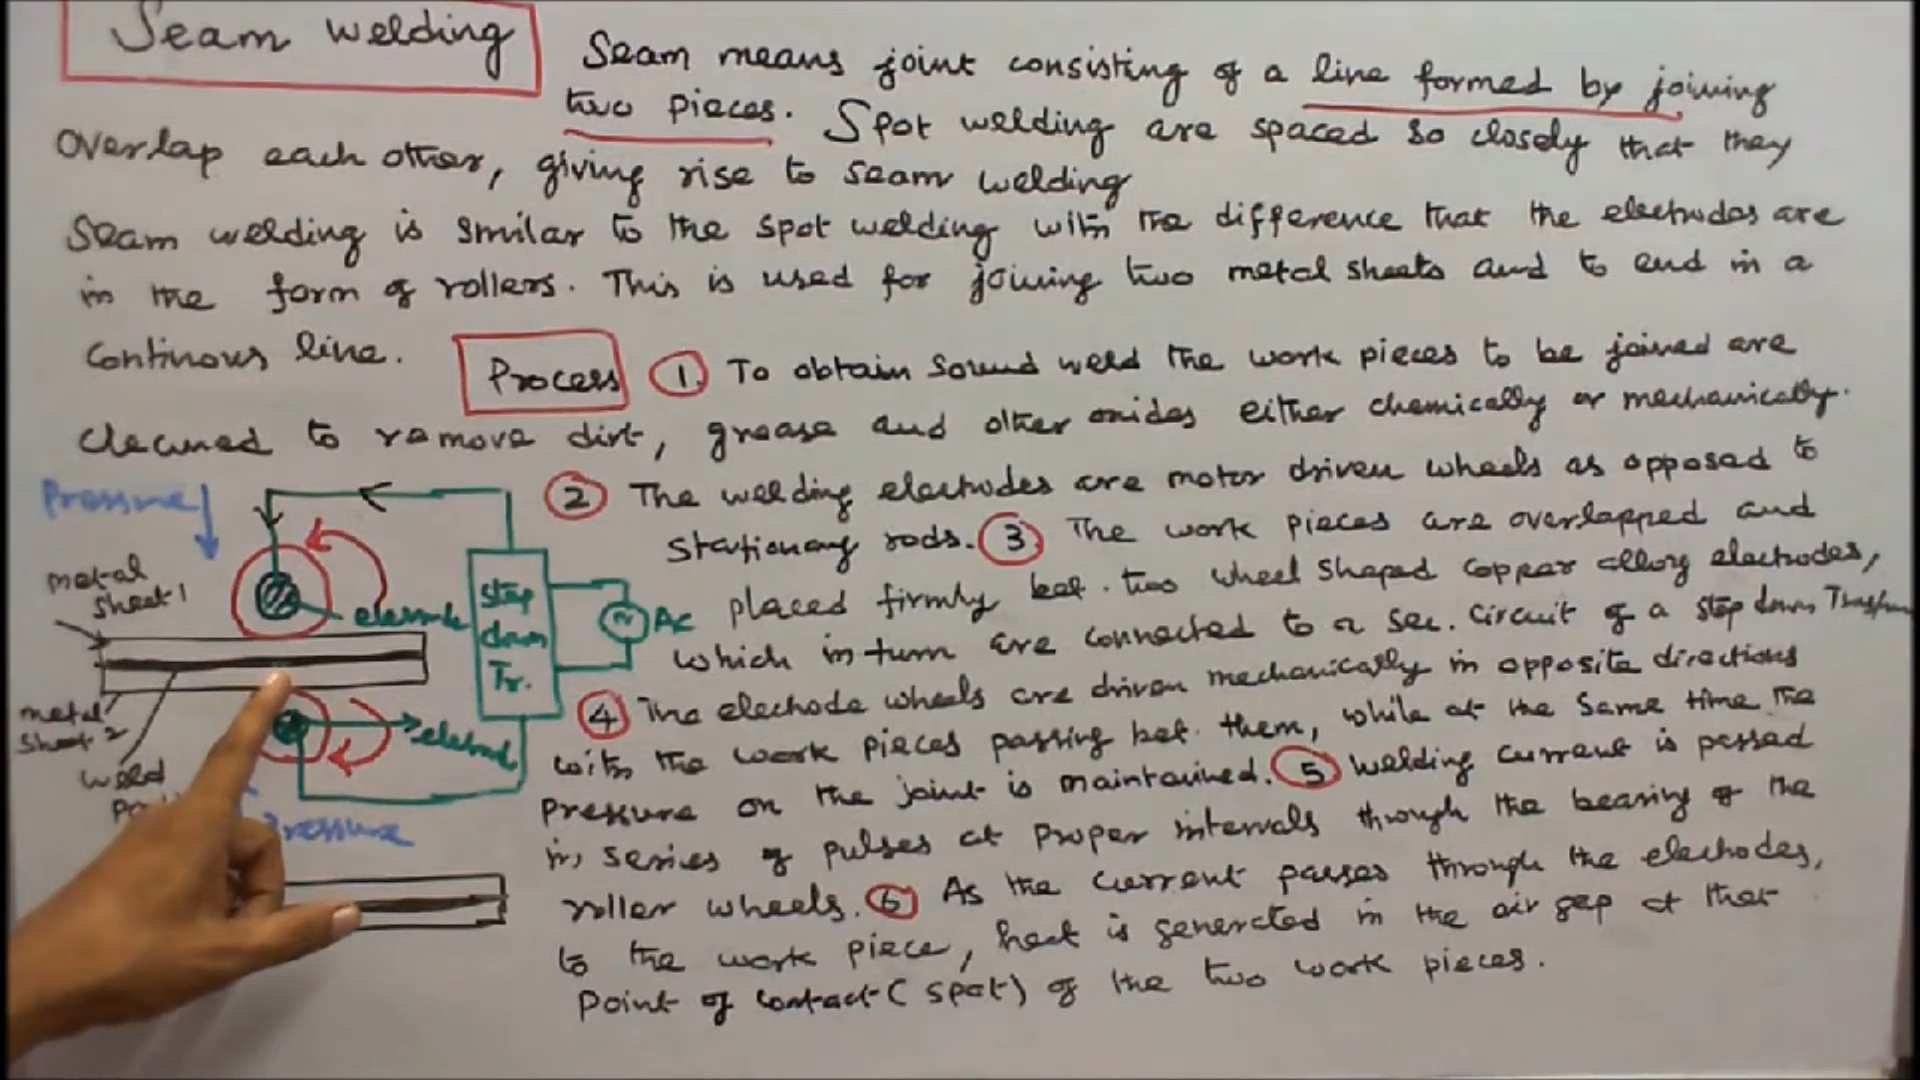 Seam welding
Seam means joint consisting of a line formed by joining
two pieces. Spot welding are spaced so closely that they
overlap each other, giving rise to seam welding
Seam welding is similar to the spot welding with the difference that the electrodes are
in the form of rollers. This is used for joining two metal sheets and to end in a
continous line.
Process ① To obtain sound weld the work pieces to be joined are
cleaned to remove dirt, grease and other oxides either chemically or mechanically.
② The welding electrodes are motor driven wheels as opposed to
stationary rods. ③ The work pieces are overlapped and
placed firmly bet. two wheel shaped copper alloy electrodes,
which in turn are connected to a sec. circuit of a step down
④ The electrode wheels are driven mechanically in opposite directions
with the work pieces passing bet. them, while at the same time the
pressure on the joint is maintained. ⑤ Welding current is passed
in series of pulses at proper intervals through the bearing of the
roller wheels. ⑥ As the current passes through the electrodes,
to the work piece, heat is generated in the air gap at that
point of contact (spot) of the two work pieces.
Pressure
metal
sheet 1
electrode
step
down
Tr.
AC
metal
sheet 2
electrode
weld
Pressure